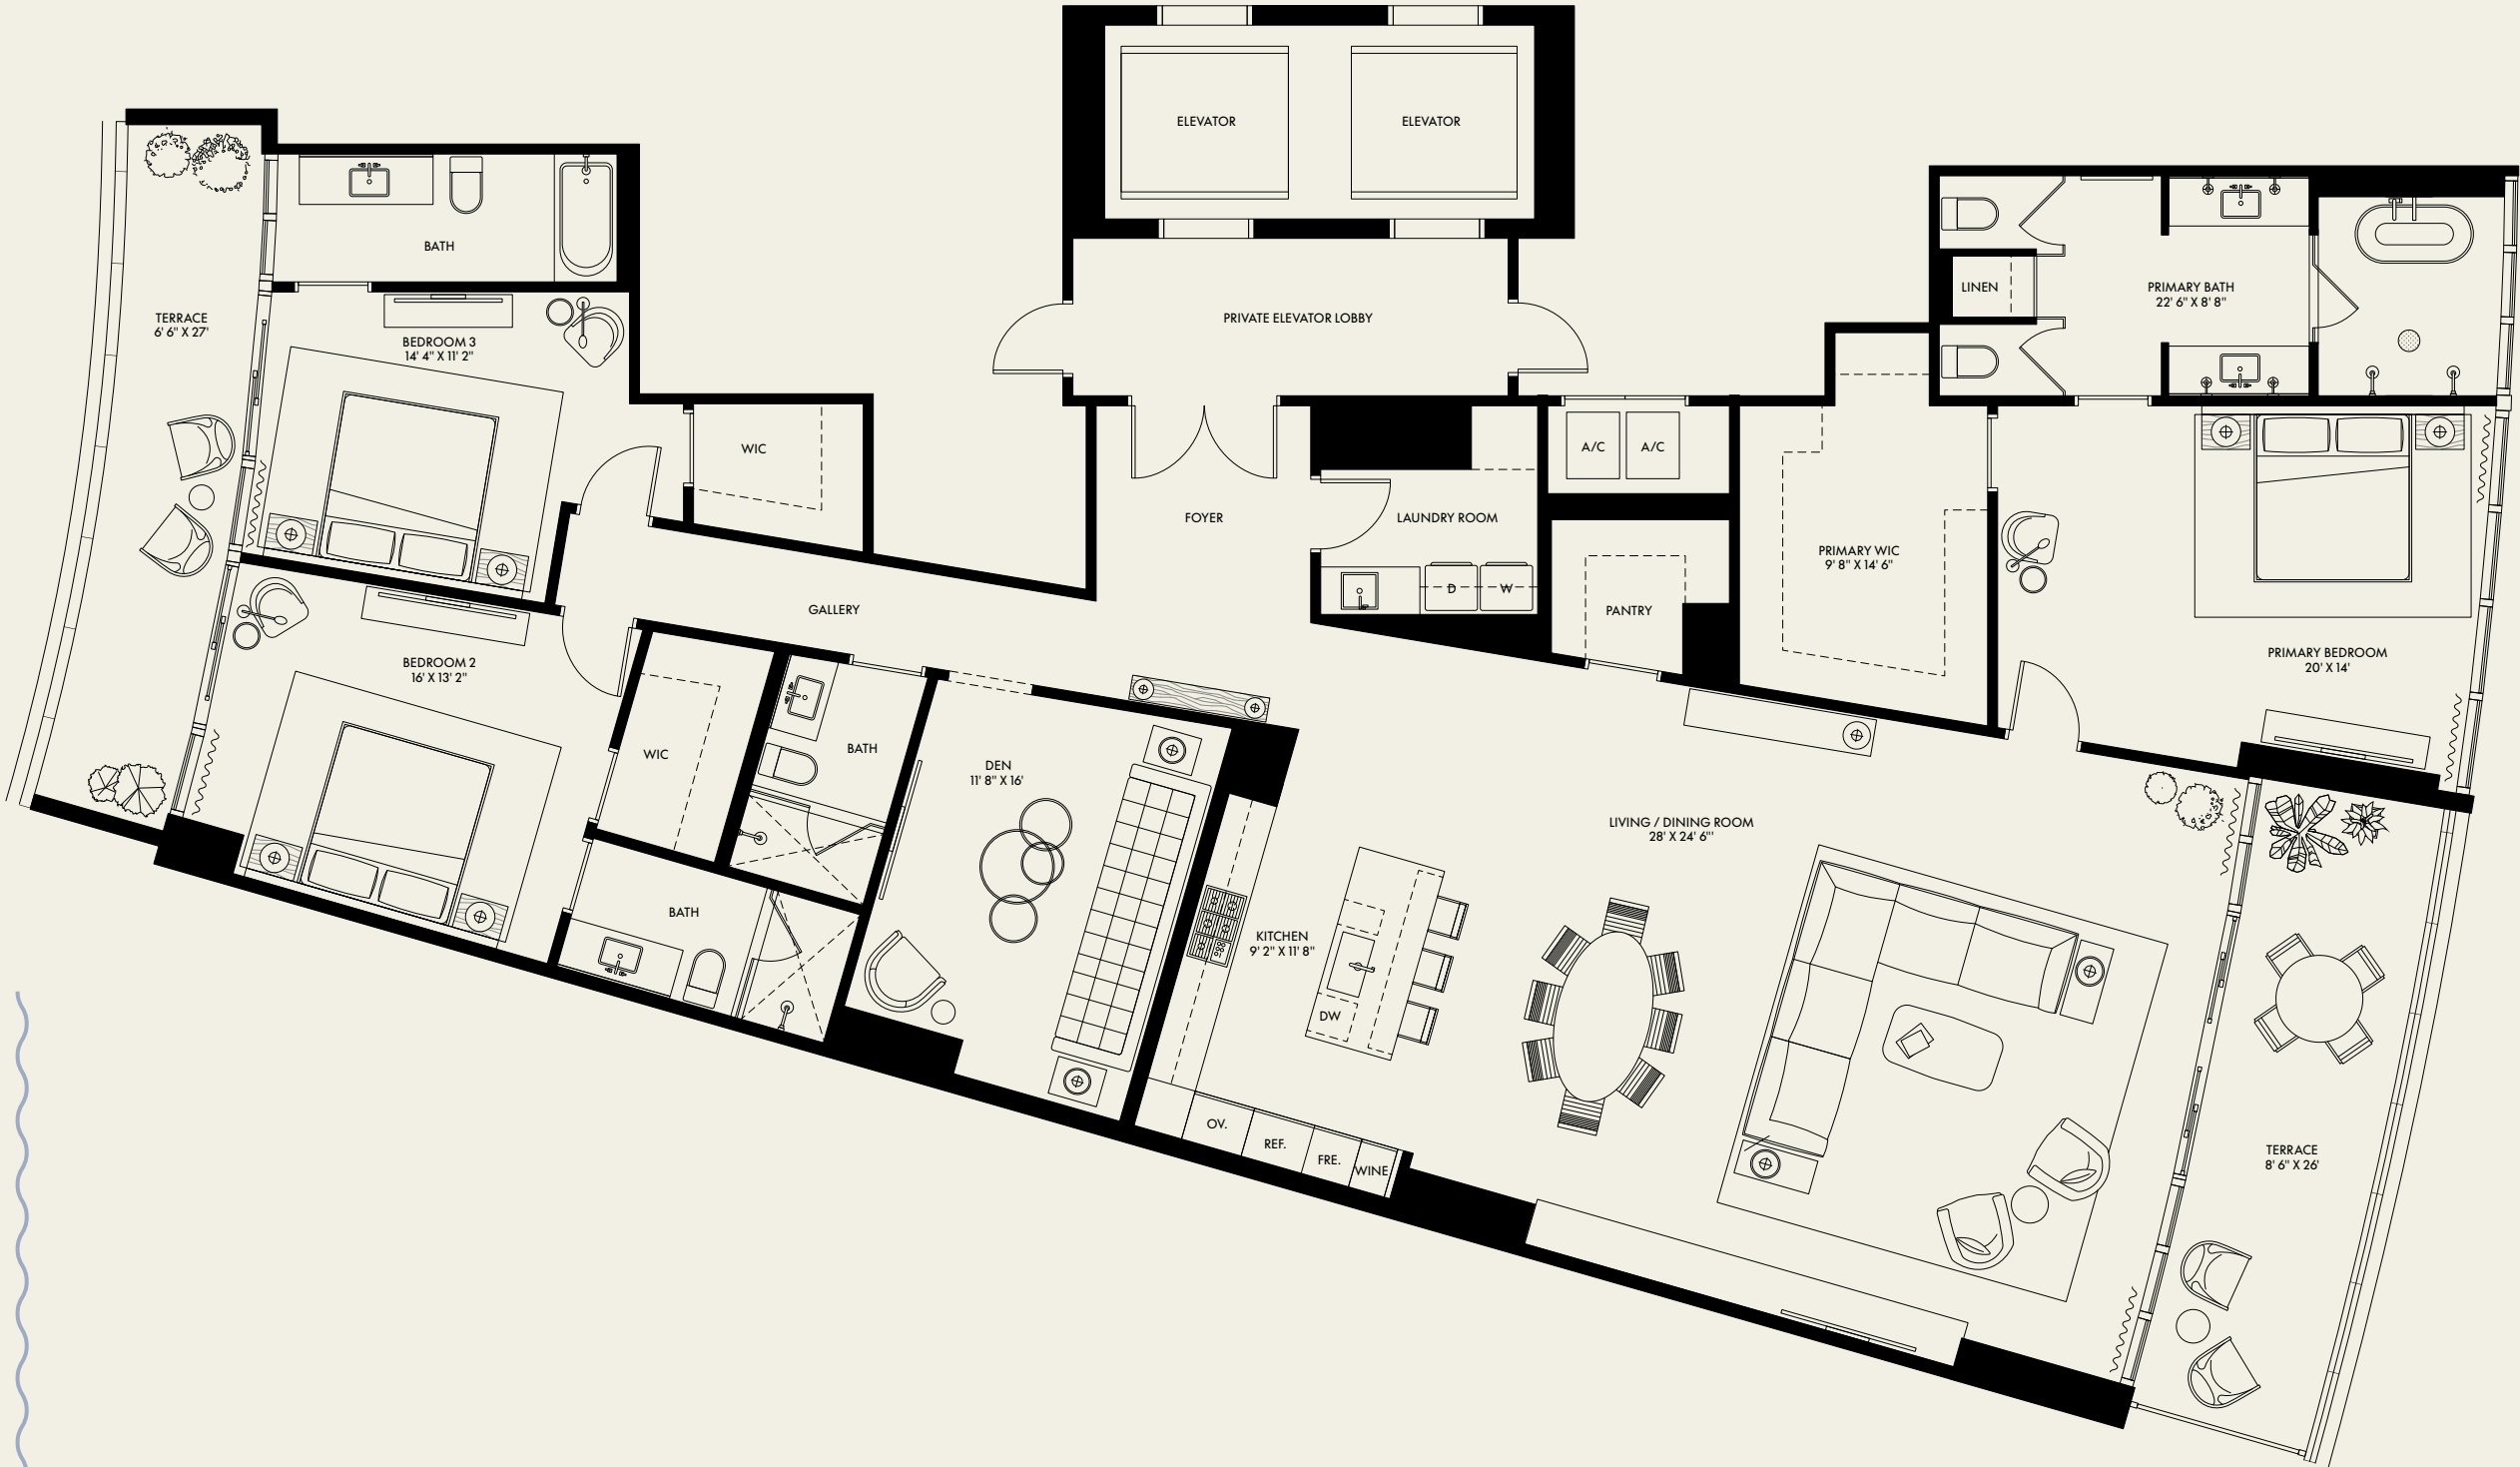 ELEVATOR
ELEVATOR
PRIVATE ELEVATOR LOBBY
BATH
TERRACE
6' 6" X 27'
BEDROOM 3
14' 4" X 11' 2"
WIC
LINEN
PRIMARY BATH
22' 6" X 8' 8"
A/C
A/C
FOYER
LAUNDRY ROOM
D
W
PANTRY
PRIMARY WIC
9' 8" X 14' 6"
PRIMARY BEDROOM
20' X 14'
GALLERY
BEDROOM 2
16' X 13' 2"
WIC
BATH
DEN
11' 8" X 16'
BATH
KITCHEN
9' 2" X 11' 8"
DW
LIVING / DINING ROOM
28' X 24' 6'"
OV.
REF.
FRE.
WINE
TERRACE
8' 6" X 26'